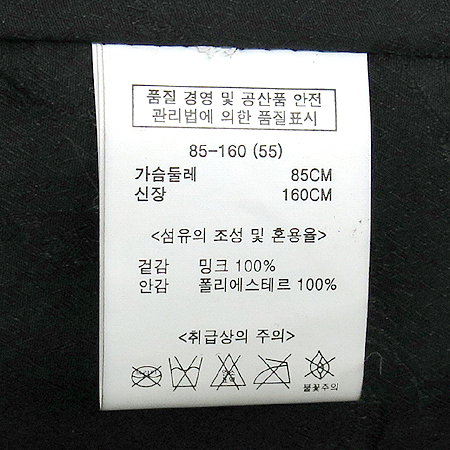 품질 경영 및 공산품 안전
관리법에 의한 품질표시
85-160 (55)
가슴둘레 85CM
신장 160CM
<섬유의 조성 및 혼용율>
겉감 밍크 100%
안감 폴리에스테르 100%
<취급상의 주의>
불꽃주의